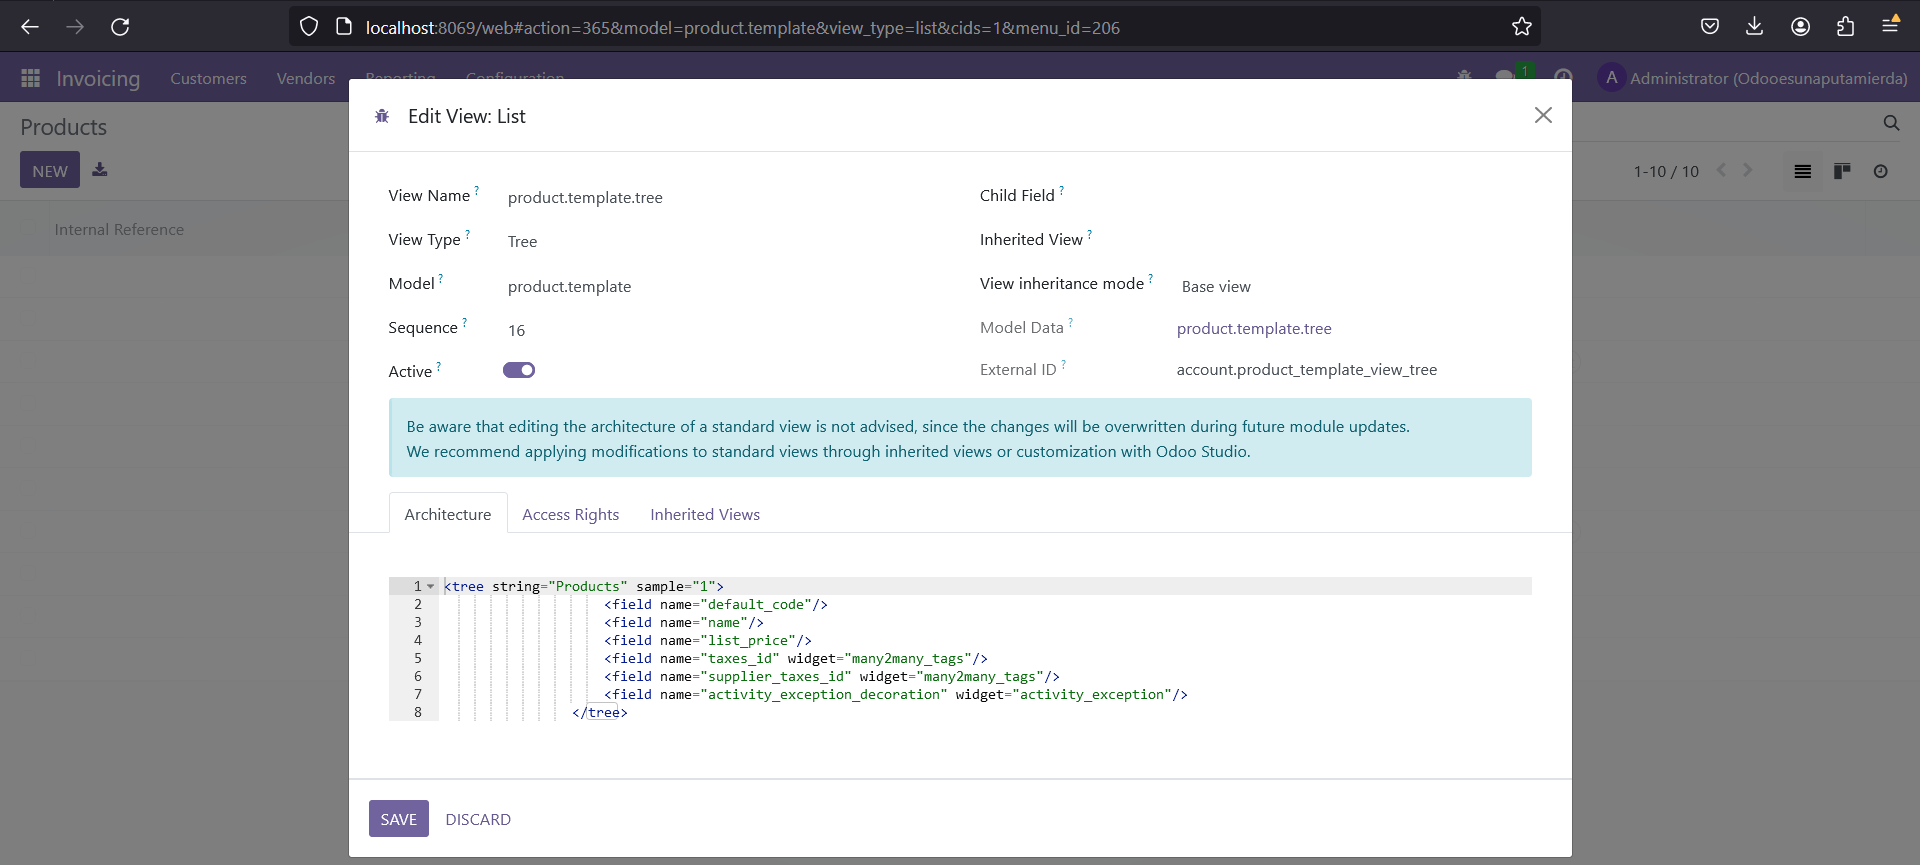 localhost:8069/web#action=365&model=product.template&view_type=list&cids=1&menu_id=206
Invoicing Customers Vendors Reporting Configuration 1 A Administrator (Odooesunaputamierda)
Products
NEW
1-10 / 10
Internal Reference
Edit View: List
View Name ? product.template.tree
View Type ? Tree
Model ? product.template
Sequence ? 16
Active ?
Child Field ?
Inherited View ?
View inheritance mode ? Base view
Model Data ? product.template.tree
External ID ? account.product_template_view_tree
Be aware that editing the architecture of a standard view is not advised, since the changes will be overwritten during future module updates.
We recommend applying modifications to standard views through inherited views or customization with Odoo Studio.
Architecture Access Rights Inherited Views
1 <tree string="Products" sample="1">
2 <field name="default_code"/>
3 <field name="name"/>
4 <field name="list_price"/>
5 <field name="taxes_id" widget="many2many_tags"/>
6 <field name="supplier_taxes_id" widget="many2many_tags"/>
7 <field name="activity_exception_decoration" widget="activity_exception"/>
8 </tree>
SAVE DISCARD